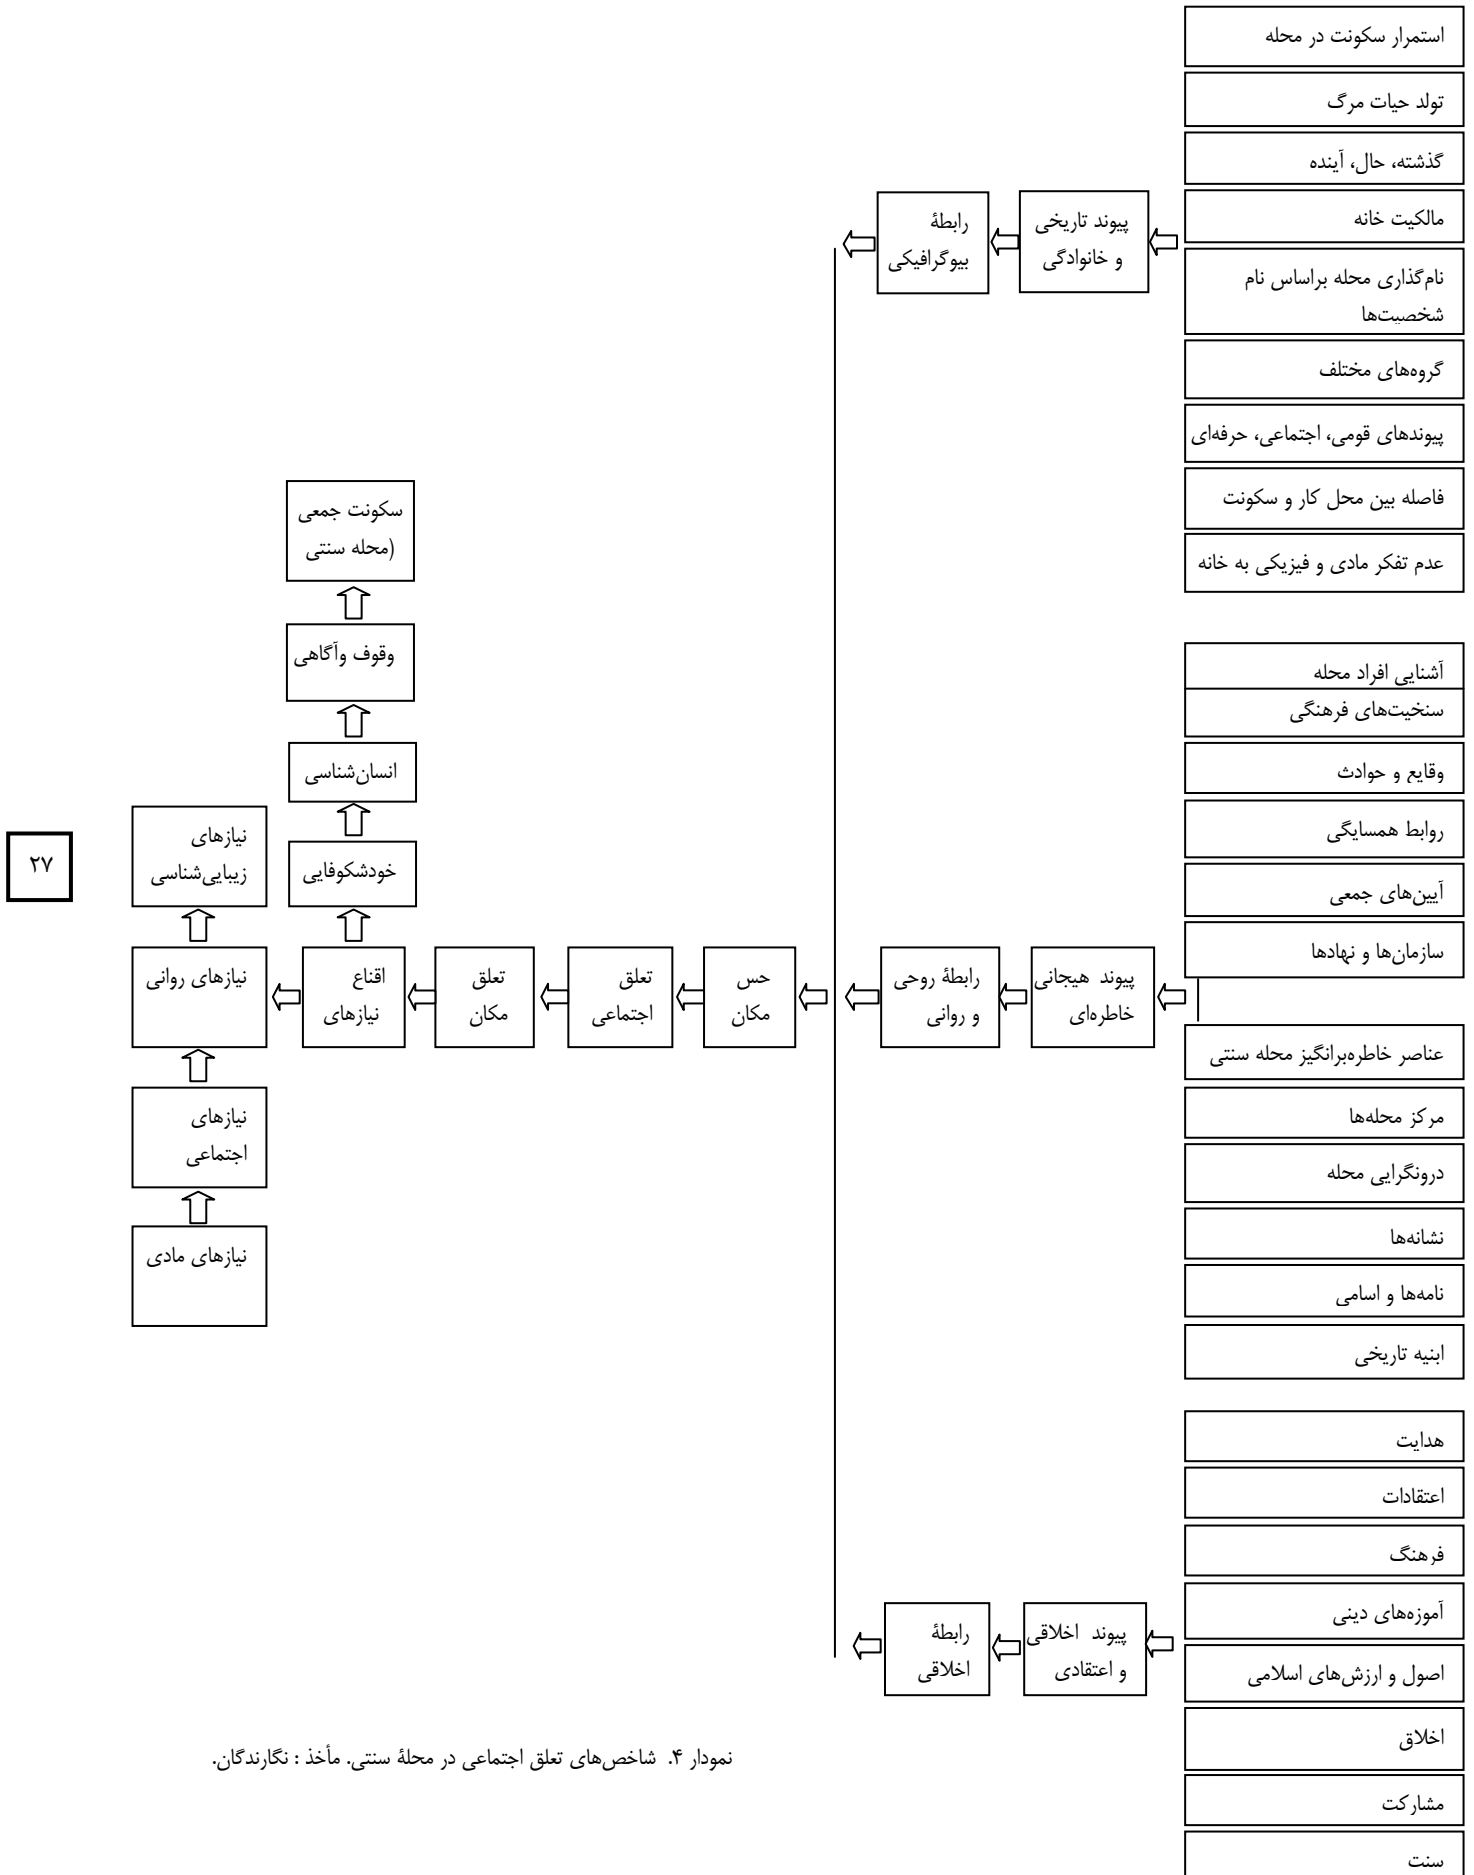 استمرار سکونت در محله
تولد حیات مرگ
گذشته، حال، آینده
مالکیت خانه
نام‌گذاری محله براساس نام
شخصیت‌ها
گروه‌های مختلف
پیوندهای قومی، اجتماعی، حرفه‌ای
فاصله بین محل کار و سکونت
عدم تفکر مادی و فیزیکی به خانه
پیوند تاریخی
و خانوادگی
رابطۀ
بیوگرافیکی
آشنایی افراد محله
سنخیت‌های فرهنگی
وقایع و حوادث
روابط همسایگی
آیین‌های جمعی
سازمان‌ها و نهادها
عناصر خاطره‌برانگیز محله سنتی
مرکز محله‌ها
درونگرایی محله
نشانه‌ها
نامه‌ها و اسامی
ابنیه تاریخی
پیوند هیجانی
خاطره‌ای
رابطۀ روحی
و روانی
هدایت
اعتقادات
فرهنگ
آموزه‌های دینی
اصول و ارزش‌های اسلامی
اخلاق
مشارکت
سنت
پیوند اخلاقی
و اعتقادی
رابطۀ
اخلاقی
حس
مکان
تعلق
اجتماعی
تعلق
مکان
اقناع
نیازهای
خودشکوفایی
انسان‌شناسی
وقوف وآگاهی
سکونت جمعی
(محله سنتی
نیازهای
زیبایی‌شناسی
نیازهای روانی
نیازهای
اجتماعی
نیازهای مادی
۲۷
نمودار ۴. شاخص‌های تعلق اجتماعی در محلۀ سنتی. مأخذ : نگارندگان.